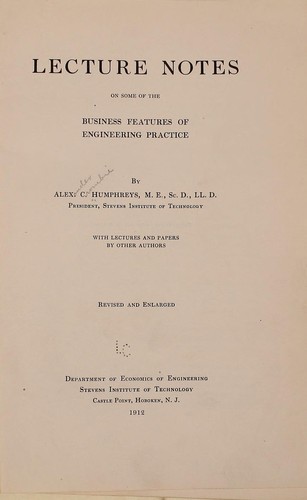 LECTURE NOTES
ON SOME OF THE
BUSINESS FEATURES OF
ENGINEERING PRACTICE
BY
ALEX. C. HUMPHREYS, M. E., Sc. D., LL. D.
PRESIDENT, STEVENS INSTITUTE OF TECHNOLOGY
WITH LECTURES AND PAPERS
BY OTHER AUTHORS
REVISED AND ENLARGED
DEPARTMENT OF ECONOMICS OF ENGINEERING
STEVENS INSTITUTE OF TECHNOLOGY
CASTLE POINT, HOBOKEN, N. J.
1912